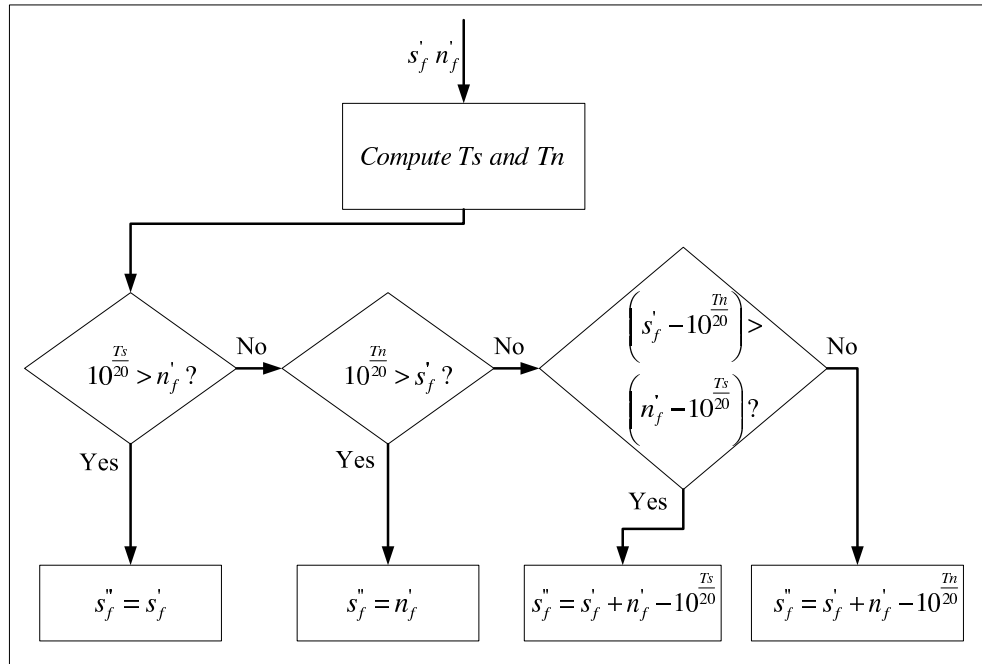 s'_f n'_f
Compute Ts and Tn
10^{Ts/20} > n'_f ?
No
10^{Tn/20} > s'_f ?
No
(s'_f − 10^{Tn/20}) >
(n'_f − 10^{Ts/20}) ?
No
Yes
Yes
Yes
s''_f = s'_f
s''_f = n'_f
s''_f = s'_f + n'_f − 10^{Ts/20}
s''_f = s'_f + n'_f − 10^{Tn/20}